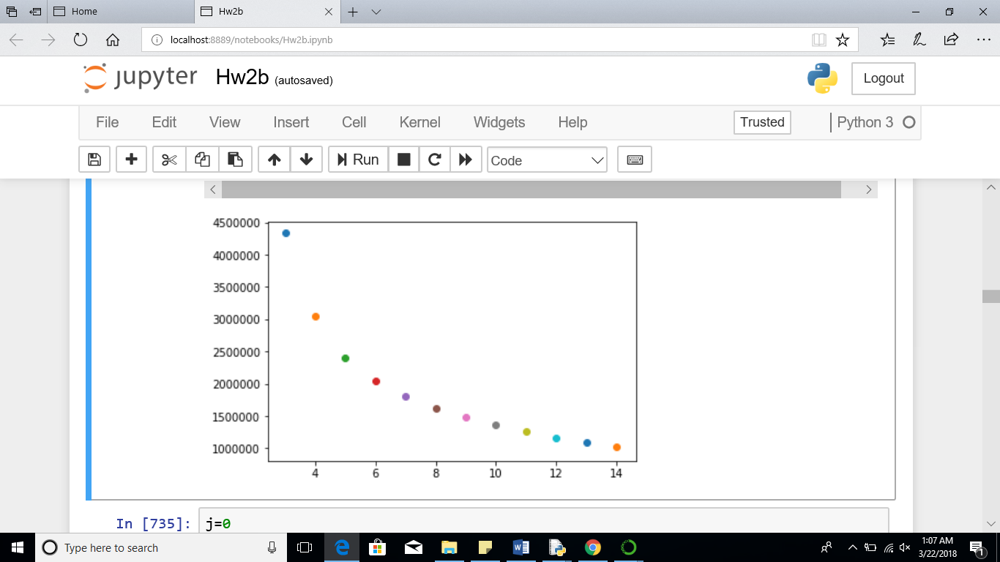 Home
Hw2b
localhost:8889/notebooks/Hw2b.ipynb
jupyter Hw2b (autosaved)
Logout
File Edit View Insert Cell Kernel Widgets Help
Trusted
Python 3
Run
Code
4500000
4000000
3500000
3000000
2500000
2000000
1500000
1000000
4 6 8 10 12 14
In [735]: j=0
Type here to search
1:07 AM
3/22/2018
1